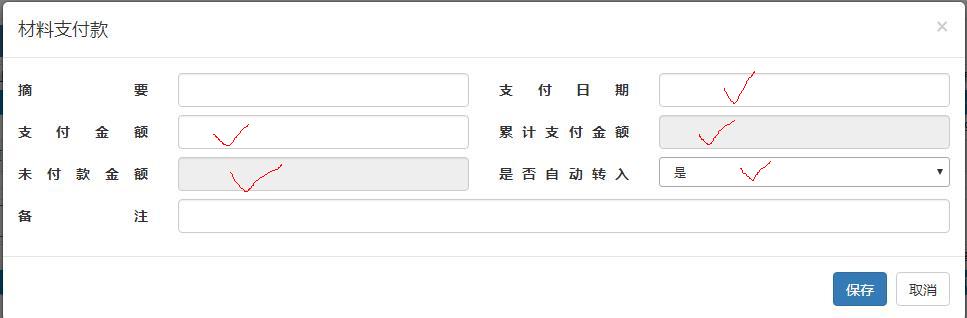 材料支付款 ×
摘要 支付日期
支付金额 累计支付金额
未付款金额 是否自动转入 是
备注
保存 取消